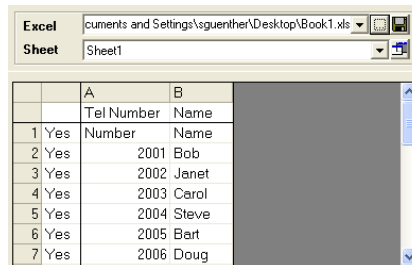 Excel cuments and Settings\sguenther\Desktop\Book1.xls
Sheet Sheet1
A B
Tel Number Name
1 Yes Number Name
2 Yes 2001 Bob
3 Yes 2002 Janet
4 Yes 2003 Carol
5 Yes 2004 Steve
6 Yes 2005 Bart
7 Yes 2006 Doug